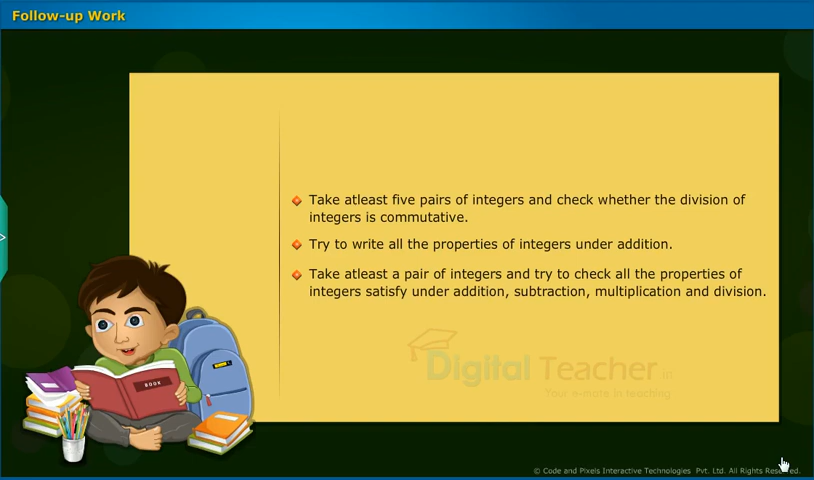 Follow-up Work
Take atleast five pairs of integers and check whether the division of
integers is commutative.
Try to write all the properties of integers under addition.
Take atleast a pair of integers and try to check all the properties of
integers satisfy under addition, subtraction, multiplication and division.
BOOK
Digital Teacher
Your e-mate in teaching
© Code and Pixels Interactive Technologies Pvt. Ltd. All Rights